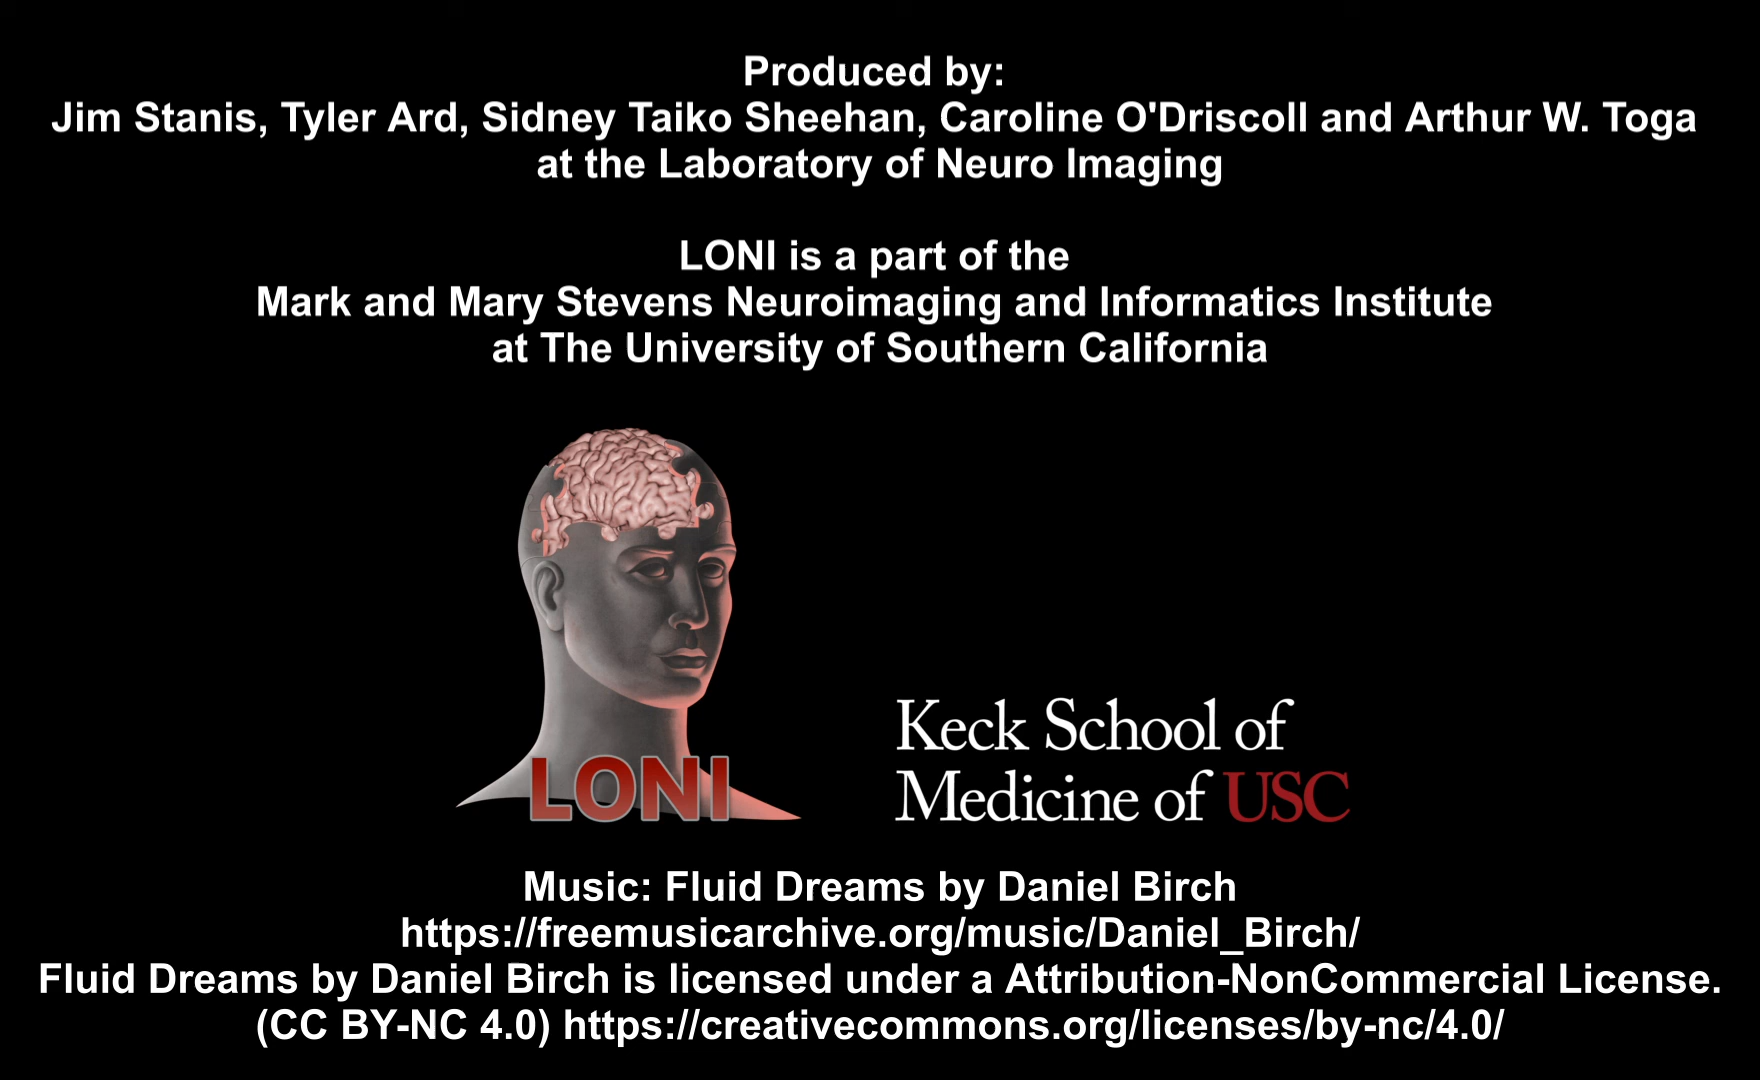 Produced by:
Jim Stanis, Tyler Ard, Sidney Taiko Sheehan, Caroline O'Driscoll and Arthur W. Toga
at the Laboratory of Neuro Imaging
LONI is a part of the
Mark and Mary Stevens Neuroimaging and Informatics Institute
at The University of Southern California
LONI
Keck School of
Medicine of USC
Music: Fluid Dreams by Daniel Birch
https://freemusicarchive.org/music/Daniel_Birch/
Fluid Dreams by Daniel Birch is licensed under a Attribution-NonCommercial License.
(CC BY-NC 4.0) https://creativecommons.org/licenses/by-nc/4.0/